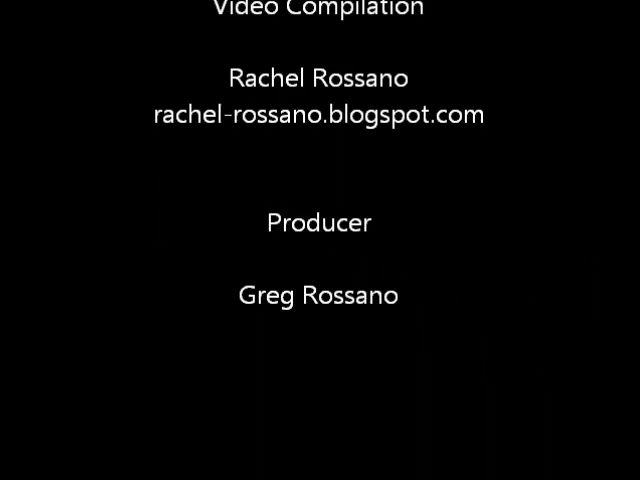 Video Compilation
Rachel Rossano
rachel-rossano.blogspot.com
Producer
Greg Rossano